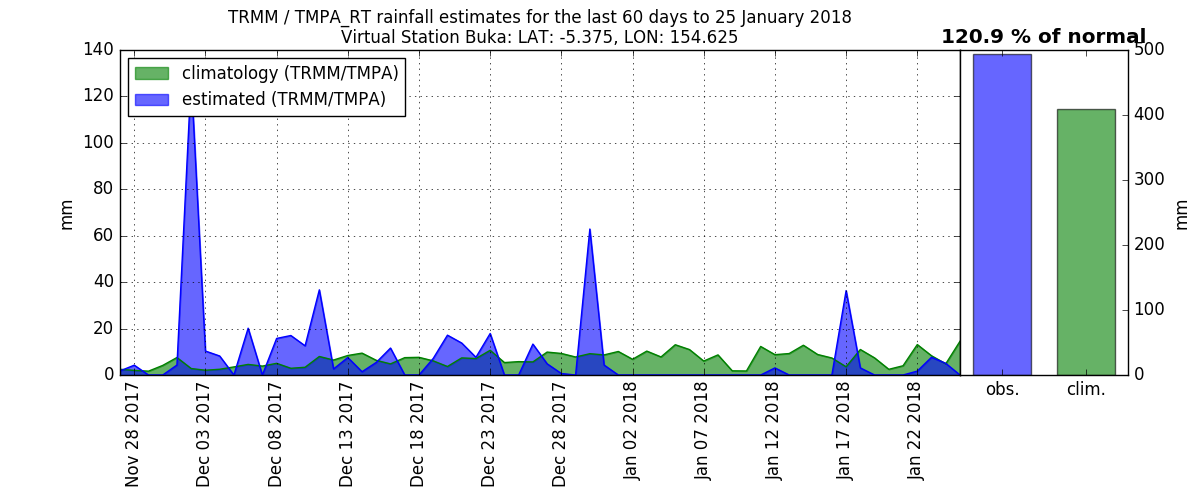 TRMM / TMPA_RT rainfall estimates for the last 60 days to 25 January 2018
Virtual Station Buka: LAT: -5.375, LON: 154.625
120.9 % of normal
climatology (TRMM/TMPA)
estimated (TRMM/TMPA)
140
120
100
80
60
40
20
0
mm
Nov 28 2017
Dec 03 2017
Dec 08 2017
Dec 13 2017
Dec 18 2017
Dec 23 2017
Dec 28 2017
Jan 02 2018
Jan 07 2018
Jan 12 2018
Jan 17 2018
Jan 22 2018
obs.
clim.
500
400
300
200
100
0
mm